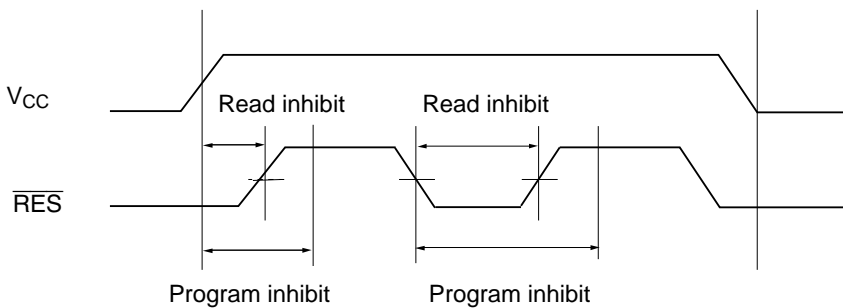 VCC
Read inhibit Read inhibit
RES
Program inhibit Program inhibit